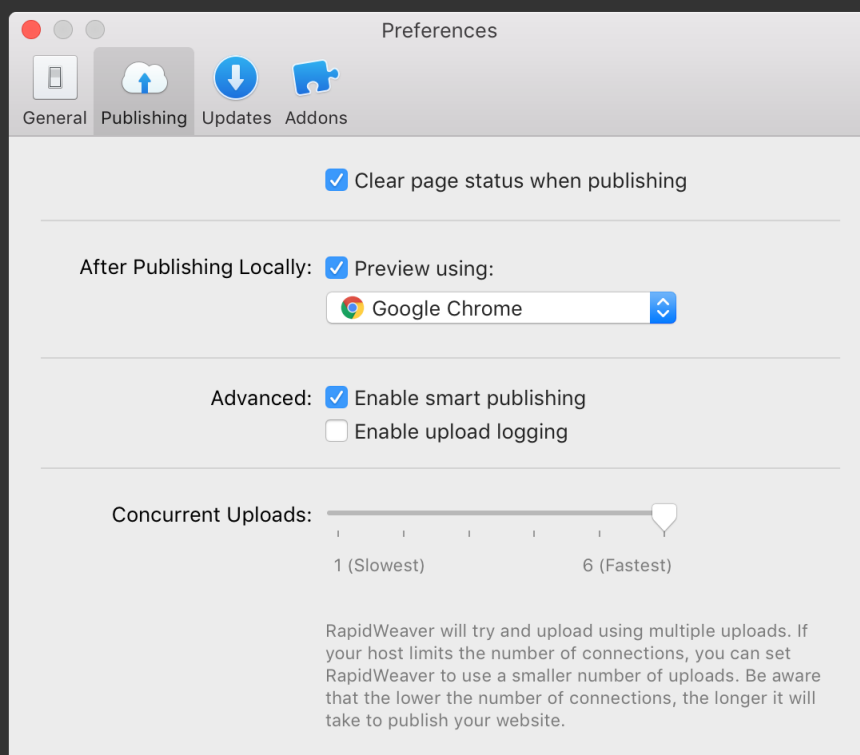 Preferences
General Publishing Updates Addons
Clear page status when publishing
After Publishing Locally: Preview using:
Google Chrome
Advanced: Enable smart publishing
Enable upload logging
Concurrent Uploads:
1 (Slowest) 6 (Fastest)
RapidWeaver will try and upload using multiple uploads. If
your host limits the number of connections, you can set
RapidWeaver to use a smaller number of uploads. Be aware
that the lower the number of connections, the longer it will
take to publish your website.